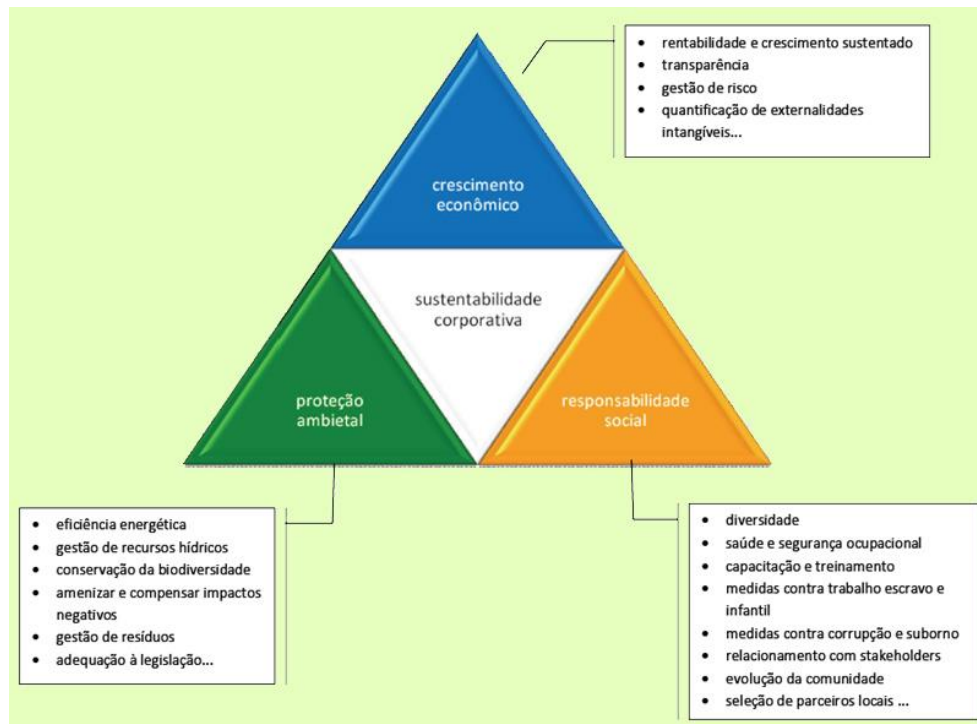 • rentabilidade e crescimento sustentado
• transparência
• gestão de risco
• quantificação de externalidades
intangíveis...
crescimento
econômico
sustentabilidade
corporativa
proteção
ambietal
responsabilidade
social
• eficiência energética
• gestão de recursos hídricos
• conservação da biodiversidade
• amenizar e compensar impactos
negativos
• gestão de resíduos
• adequação à legislação...
• diversidade
• saúde e segurança ocupacional
• capacitação e treinamento
• medidas contra trabalho escravo e
infantil
• medidas contra corrupção e suborno
• relacionamento com stakeholders
• evolução da comunidade
• seleção de parceiros locais ...